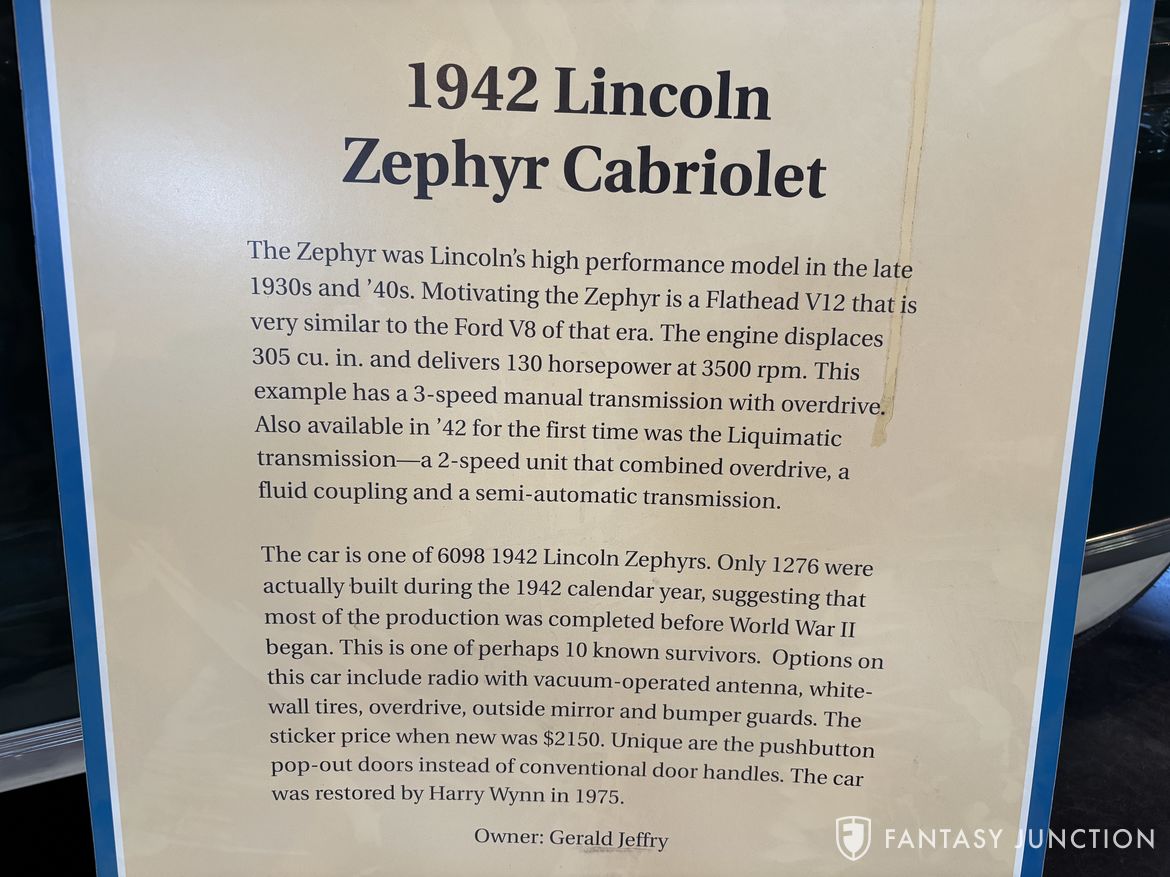 1942 Lincoln
Zephyr Cabriolet
The Zephyr was Lincoln’s high performance model in the late
1930s and ’40s. Motivating the Zephyr is a Flathead V12 that is
very similar to the Ford V8 of that era. The engine displaces
305 cu. in. and delivers 130 horsepower at 3500 rpm. This
example has a 3-speed manual transmission with overdrive.
Also available in ’42 for the first time was the Liquimatic
transmission—a 2-speed unit that combined overdrive, a
fluid coupling and a semi-automatic transmission.
The car is one of 6098 1942 Lincoln Zephyrs. Only 1276 were
actually built during the 1942 calendar year, suggesting that
most of the production was completed before World War II
began. This is one of perhaps 10 known survivors. Options on
this car include radio with vacuum-operated antenna, white-
wall tires, overdrive, outside mirror and bumper guards. The
sticker price when new was $2150. Unique are the pushbutton
pop-out doors instead of conventional door handles. The car
was restored by Harry Wynn in 1975.
Owner: Gerald Jeffry
FANTASY JUNCTION